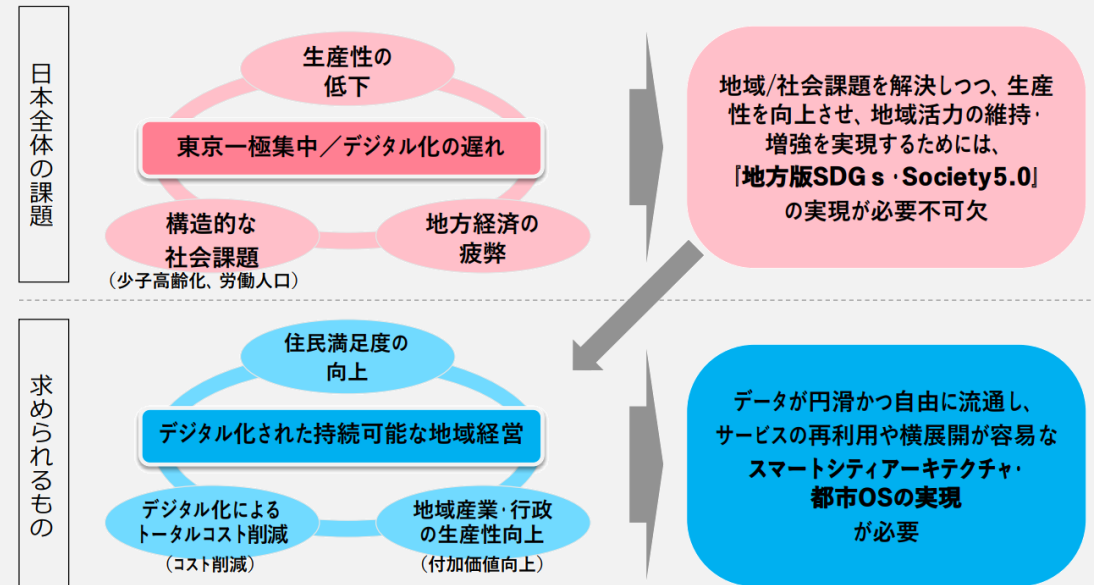 日本全体の課題
生産性の
低下
東京一極集中／デジタル化の遅れ
構造的な
社会課題
（少子高齢化、労働人口）
地方経済の
疲弊
地域/社会課題を解決しつつ、生産
性を向上させ、地域活力の維持・
増強を実現するためには、
『地方版SDGｓ・Society5.0』
の実現が必要不可欠
求められるもの
住民満足度の
向上
デジタル化された持続可能な地域経営
デジタル化による
トータルコスト削減
（コスト削減）
地域産業・行政
の生産性向上
（付加価値向上）
データが円滑かつ自由に流通し、
サービスの再利用や横展開が容易な
スマートシティアーキテクチャ・
都市OSの実現
が必要